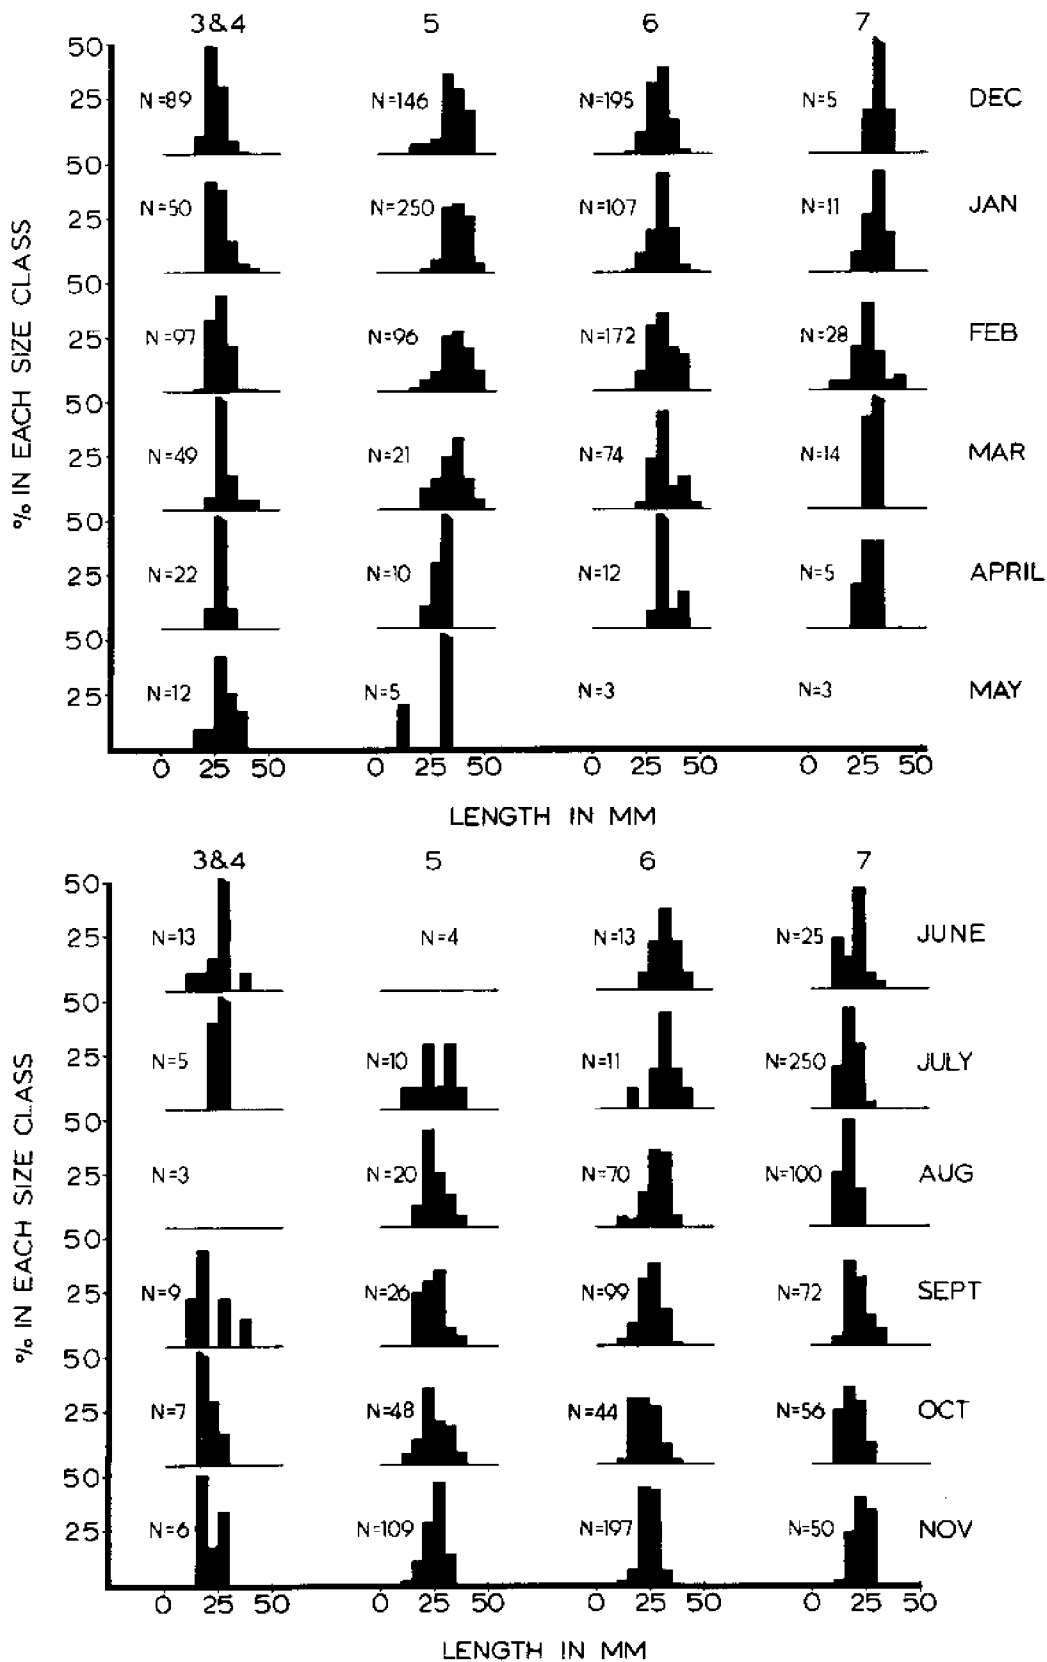 3&4 5 6 7
50
N=89 N=146 N=195 N=5 DEC
25
50
N=50 N=250 N=107 N=11 JAN
25
50
N=97 N=96 N=172 N=28 FEB
25
50
N=49 N=21 N=74 N=14 MAR
25
50
N=22 N=10 N=12 N=5 APRIL
25
50
N=12 N=5 N=3 N=3 MAY
25
% IN EACH SIZE CLASS
0 25 50 0 25 50 0 25 50 0 25 50
LENGTH IN MM
3&4 5 6 7
50
N=13 N=4 N=13 N=25 JUNE
25
50
N=5 N=10 N=11 N=250 JULY
25
50
N=3 N=20 N=70 N=100 AUG
25
50
N=9 N=26 N=99 N=72 SEPT
25
50
N=7 N=48 N=44 N=56 OCT
25
50
N=6 N=109 N=197 N=50 NOV
25
% IN EACH SIZE CLASS
0 25 50 0 25 50 0 25 50 0 25 50
LENGTH IN MM